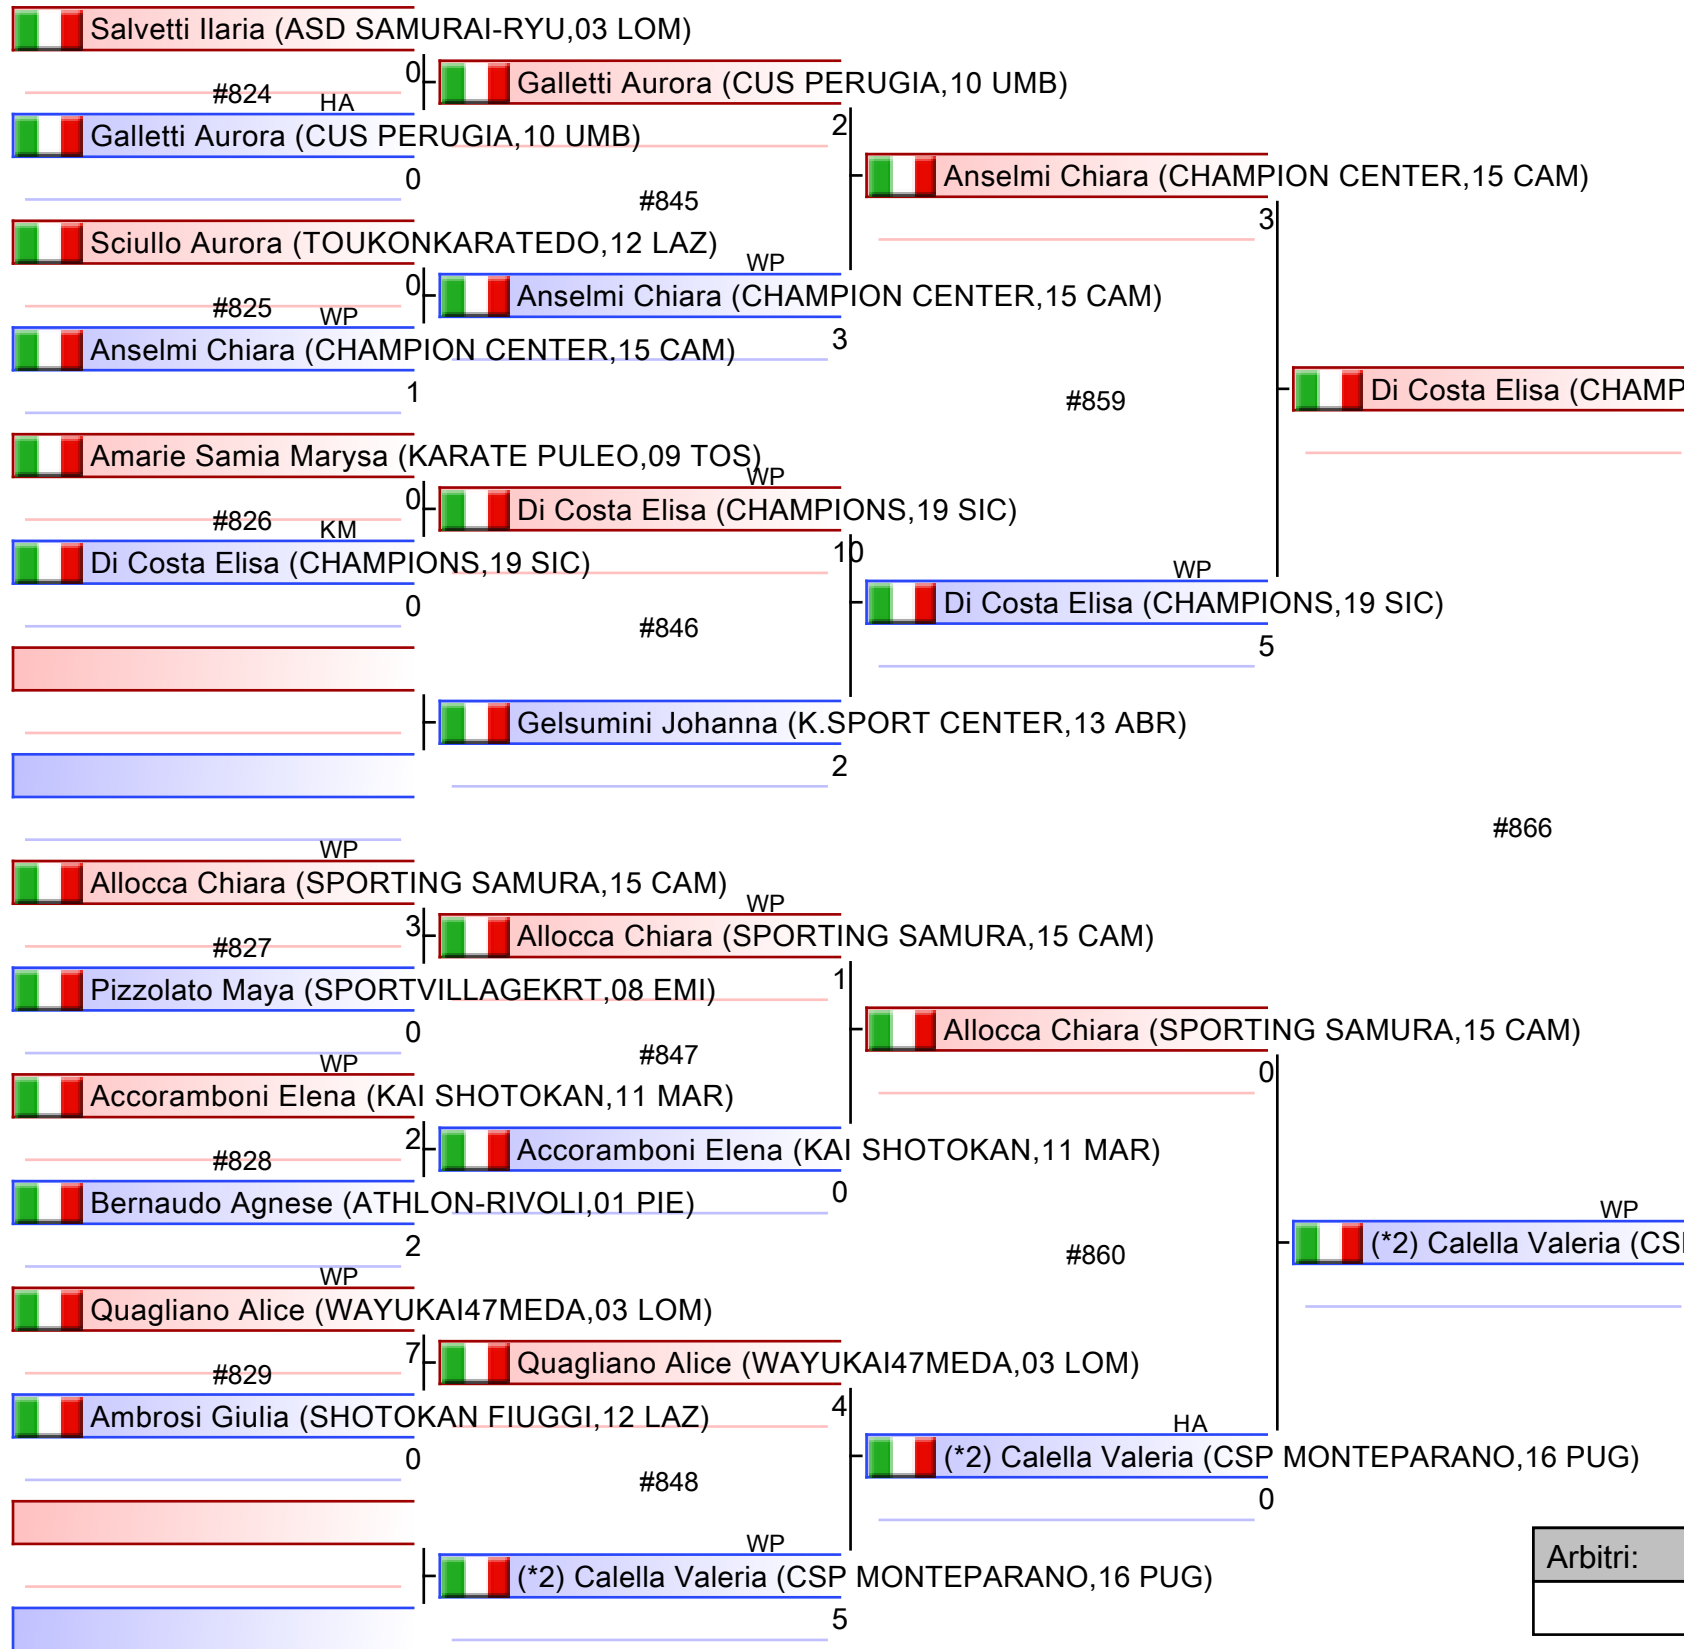 Salvetti Ilaria (ASD SAMURAI-RYU,03 LOM)
0
Galletti Aurora (CUS PERUGIA,10 UMB)
#824
HA
Galletti Aurora (CUS PERUGIA,10 UMB)
2
Anselmi Chiara (CHAMPION CENTER,15 CAM)
0
#845
3
Sciullo Aurora (TOUKONKARATEDO,12 LAZ)
WP
0
Anselmi Chiara (CHAMPION CENTER,15 CAM)
#825
WP
Anselmi Chiara (CHAMPION CENTER,15 CAM)
3
1
#859
Di Costa Elisa (CHAMP
Amarie Samia Marysa (KARATE PULEO,09 TOS)
WP
0
Di Costa Elisa (CHAMPIONS,19 SIC)
#826
KM
Di Costa Elisa (CHAMPIONS,19 SIC)
10
WP
Di Costa Elisa (CHAMPIONS,19 SIC)
0
#846
5
Gelsumini Johanna (K.SPORT CENTER,13 ABR)
2
#866
WP
Allocca Chiara (SPORTING SAMURA,15 CAM)
WP
3
Allocca Chiara (SPORTING SAMURA,15 CAM)
#827
Pizzolato Maya (SPORTVILLAGEKRT,08 EMI)
1
Allocca Chiara (SPORTING SAMURA,15 CAM)
0
#847
0
WP
Accoramboni Elena (KAI SHOTOKAN,11 MAR)
2
Accoramboni Elena (KAI SHOTOKAN,11 MAR)
#828
Bernaudo Agnese (ATHLON-RIVOLI,01 PIE)
0
WP
2
#860
(*2) Calella Valeria (CSI
WP
Quagliano Alice (WAYUKAI47MEDA,03 LOM)
7
Quagliano Alice (WAYUKAI47MEDA,03 LOM)
#829
Ambrosi Giulia (SHOTOKAN FIUGGI,12 LAZ)
4
HA
(*2) Calella Valeria (CSP MONTEPARANO,16 PUG)
0
#848
0
WP
(*2) Calella Valeria (CSP MONTEPARANO,16 PUG)
5
Arbitri: